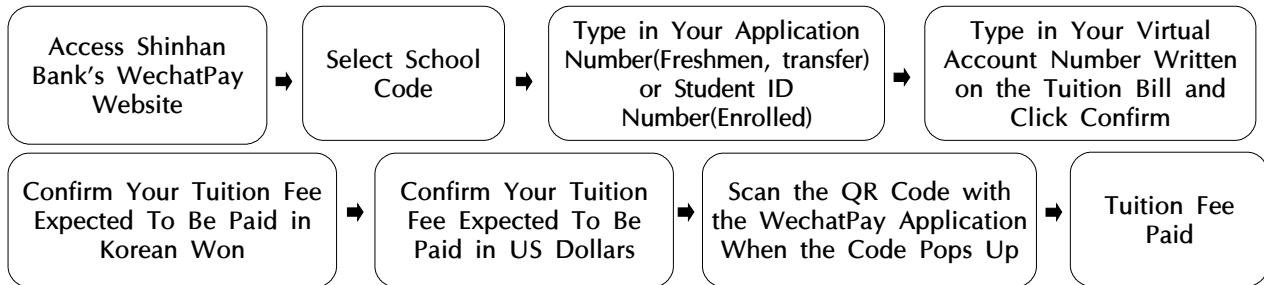 Access Shinhan
Bank's WechatPay
Website
Select School
Code
Type in Your Application
Number(Freshmen, transfer)
or Student ID
Number(Enrolled)
Type in Your Virtual
Account Number Written
on the Tuition Bill and
Click Confirm
Confirm Your Tuition Fee
Expected To Be Paid in
Korean Won
Confirm Your Tuition
Fee Expected To Be
Paid in US Dollars
Scan the QR Code with
the WechatPay Application
When the Code Pops Up
Tuition Fee
Paid